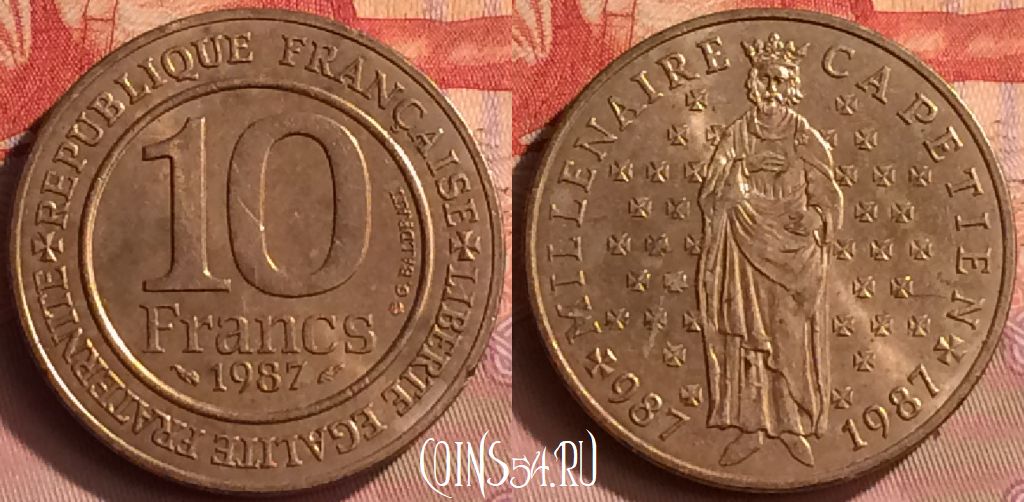 REPUBLIQUE FRANÇAISE
LIBERTE EGALITE FRATERNITE
10
Francs
1987
MILLENAIRE CAPETIEN
987
1987
COINS54.RU